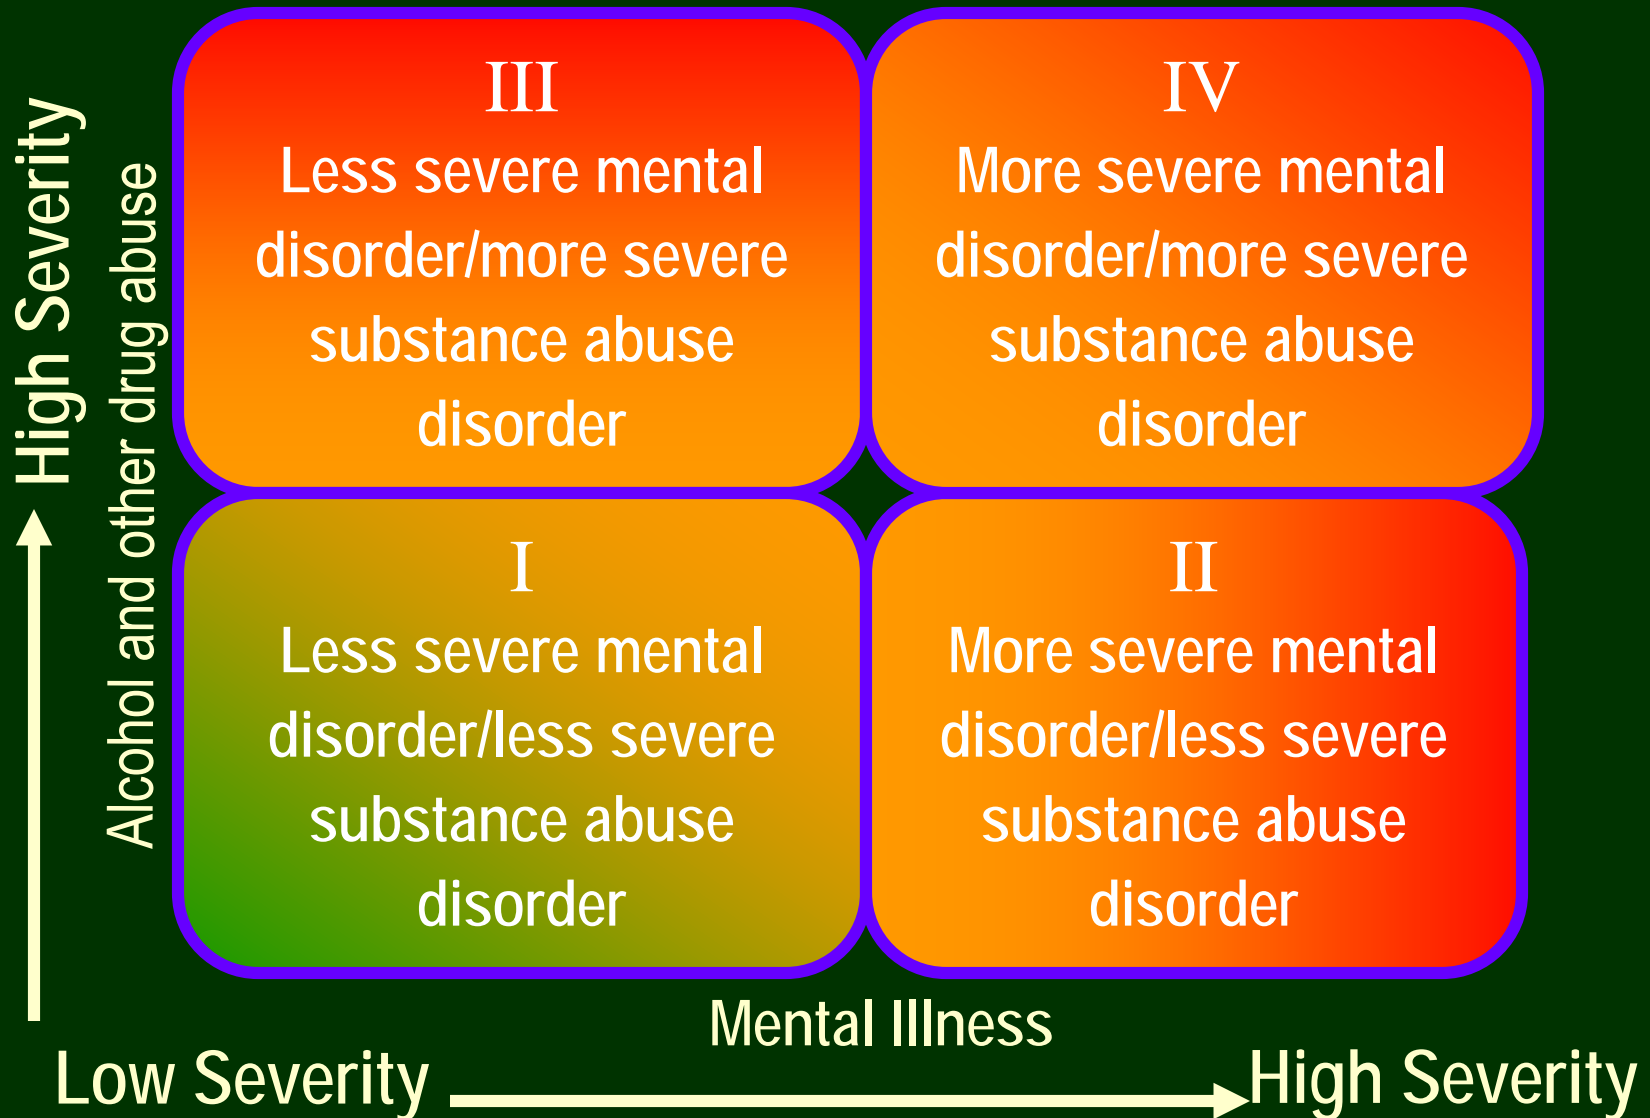 High Severity
Alcohol and other drug abuse
III
Less severe mental
disorder/more severe
substance abuse
disorder
IV
More severe mental
disorder/more severe
substance abuse
disorder
I
Less severe mental
disorder/less severe
substance abuse
disorder
II
More severe mental
disorder/less severe
substance abuse
disorder
Mental Illness
Low Severity
High Severity